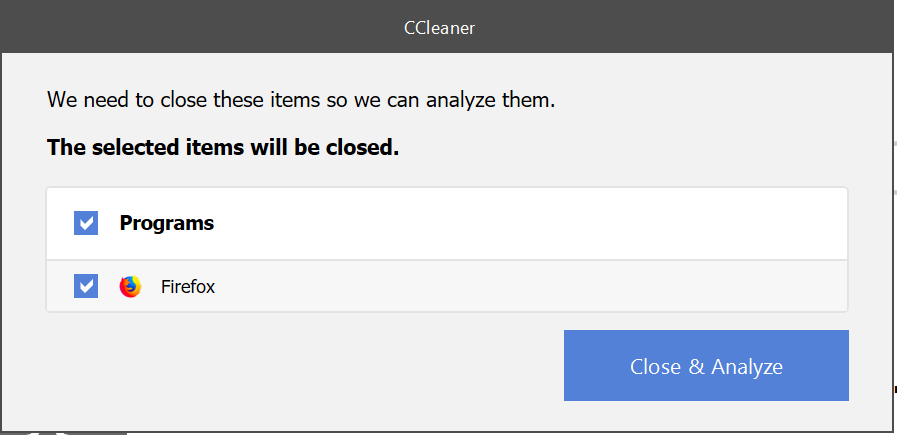 CCleaner
We need to close these items so we can analyze them.
The selected items will be closed.
Programs
Firefox
Close & Analyze